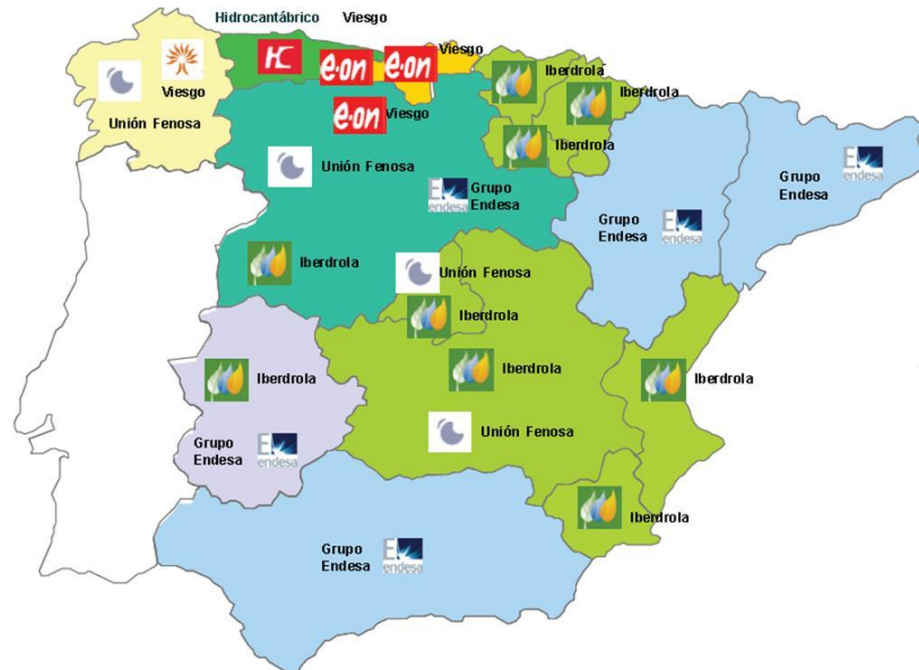 Hidrocantábrico Viesgo
HC
e·on
e·on
Viesgo
Viesgo
Unión Fenosa
e·on
Viesgo
Iberdrola
Iberdrola
Iberdrola
Unión Fenosa
endesa
Grupo
Endesa
Grupo
Endesa
endesa
Grupo
Endesa
endesa
Iberdrola
Unión Fenosa
Iberdrola
Iberdrola
Iberdrola
Iberdrola
Unión Fenosa
Grupo
Endesa
endesa
Iberdrola
Grupo
Endesa
endesa